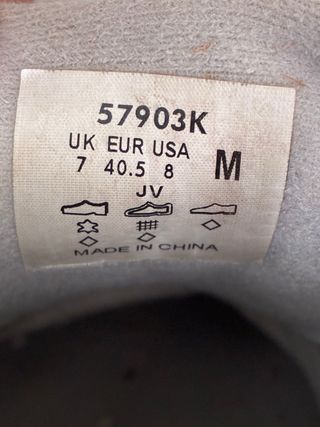 57903K
UK EUR USA
7 40.5 8 M
JV
MADE IN CHINA